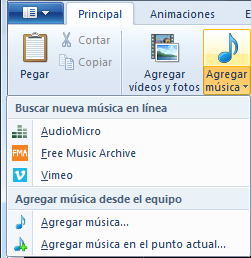 Principal
Animaciones
E
Pegar
Cortar
Copiar
Agregar
vídeos y fotos
Agregar
música
Buscar nueva música en línea
AudioMicro
FMA
Free Music Archive
Vimeo
Agregar música desde el equipo
Agregar música...
Agregar música en el punto actual...